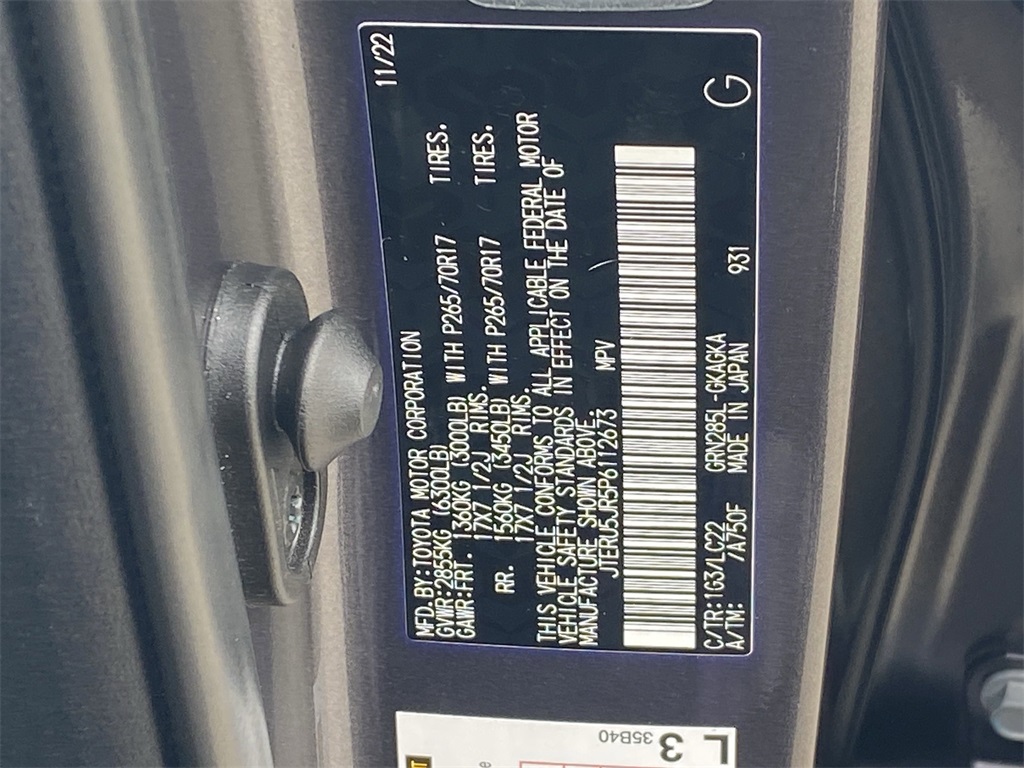 11/22
MFD.BY:TOYOTA MOTOR CORPORATION
GVWR:2855KG (6300LB)
GAWR:FRT. 1360KG (3000LB) WITH P265/70R17 TIRES.
17X7 1/2J RIMS.
RR. 1560KG (3450LB) WITH P265/70R17 TIRES.
17X7 1/2J RIMS.
THIS VEHICLE CONFORMS TO ALL APPLICABLE FEDERAL MOTOR
VEHICLE SAFETY STANDARDS IN EFFECT ON THE DATE OF
MANUFACTURE SHOWN ABOVE.
JTERU5JR5P6112673 MPV
C/TR:1G3/LC22 GRN285L-GKAGKA 931
A/TM: /A750F MADE IN JAPAN
G
L 3
35B40